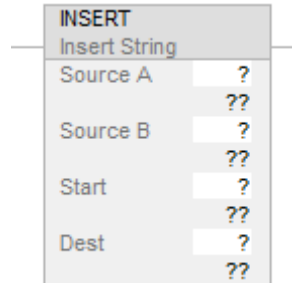 INSERT
Insert String
Source A ?
??
Source B ?
??
Start ?
??
Dest ?
??